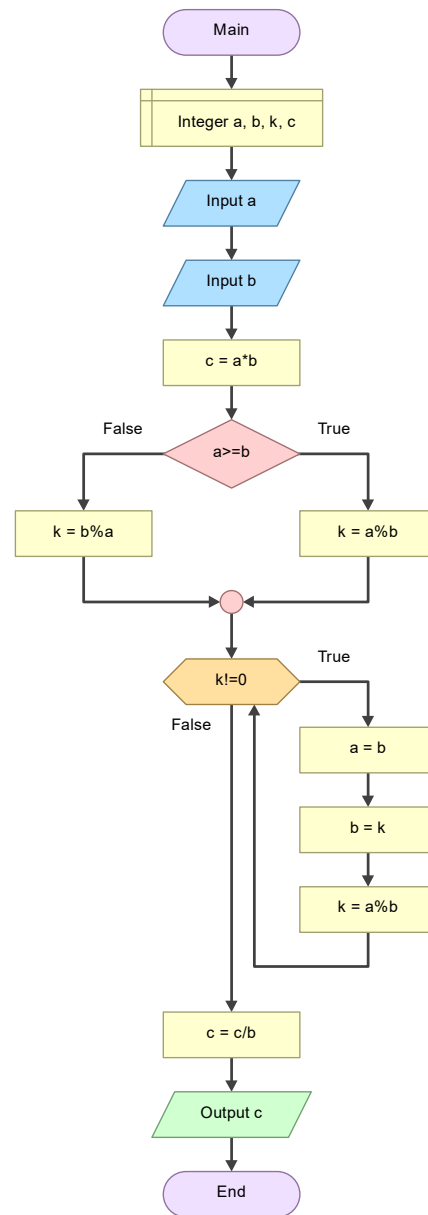 Main
Integer a, b, k, c
Input a
Input b
c = a*b
False
True
a>=b
k = b%a
k = a%b
True
k!=0
False
a = b
b = k
k = a%b
c = c/b
Output c
End